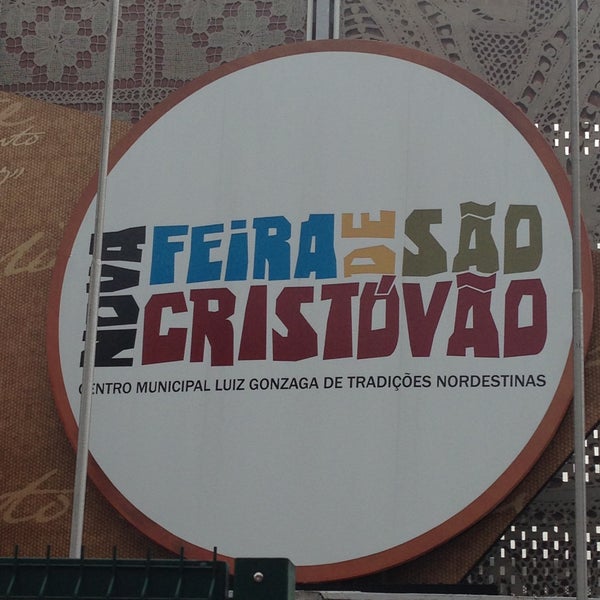 NOVA
FEIRA DE SÃO
CRISTÓVÃO
CENTRO MUNICIPAL LUIZ GONZAGA DE TRADIÇÕES NORDESTINAS